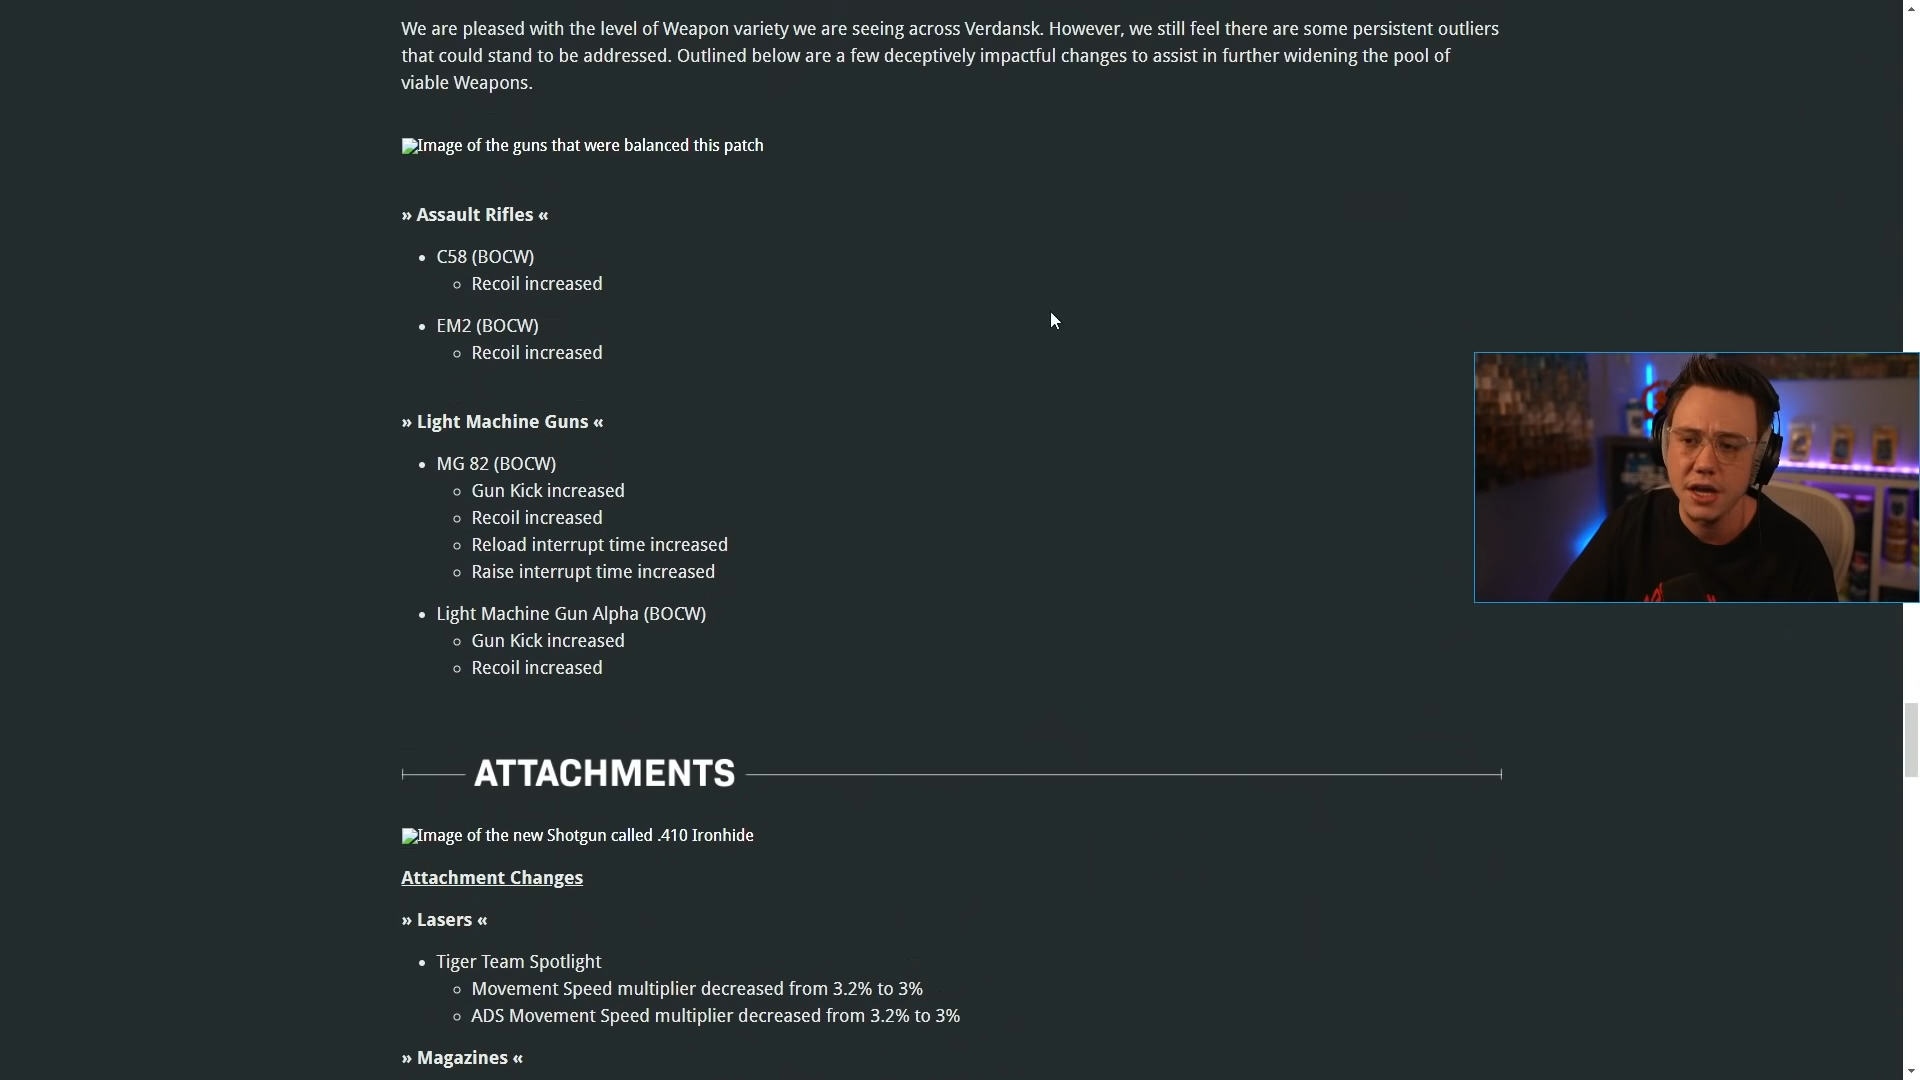 We are pleased with the level of Weapon variety we are seeing across Verdansk. However, we still feel there are some persistent outliers
that could stand to be addressed. Outlined below are a few deceptively impactful changes to assist in further widening the pool of
viable Weapons.
Image of the guns that were balanced this patch
» Assault Rifles «
• C58 (BOCW)
◦ Recoil increased
• EM2 (BOCW)
◦ Recoil increased
» Light Machine Guns «
• MG 82 (BOCW)
◦ Gun Kick increased
◦ Recoil increased
◦ Reload interrupt time increased
◦ Raise interrupt time increased
• Light Machine Gun Alpha (BOCW)
◦ Gun Kick increased
◦ Recoil increased
ATTACHMENTS
Image of the new Shotgun called .410 Ironhide
Attachment Changes
» Lasers «
• Tiger Team Spotlight
◦ Movement Speed multiplier decreased from 3.2% to 3%
◦ ADS Movement Speed multiplier decreased from 3.2% to 3%
» Magazines «